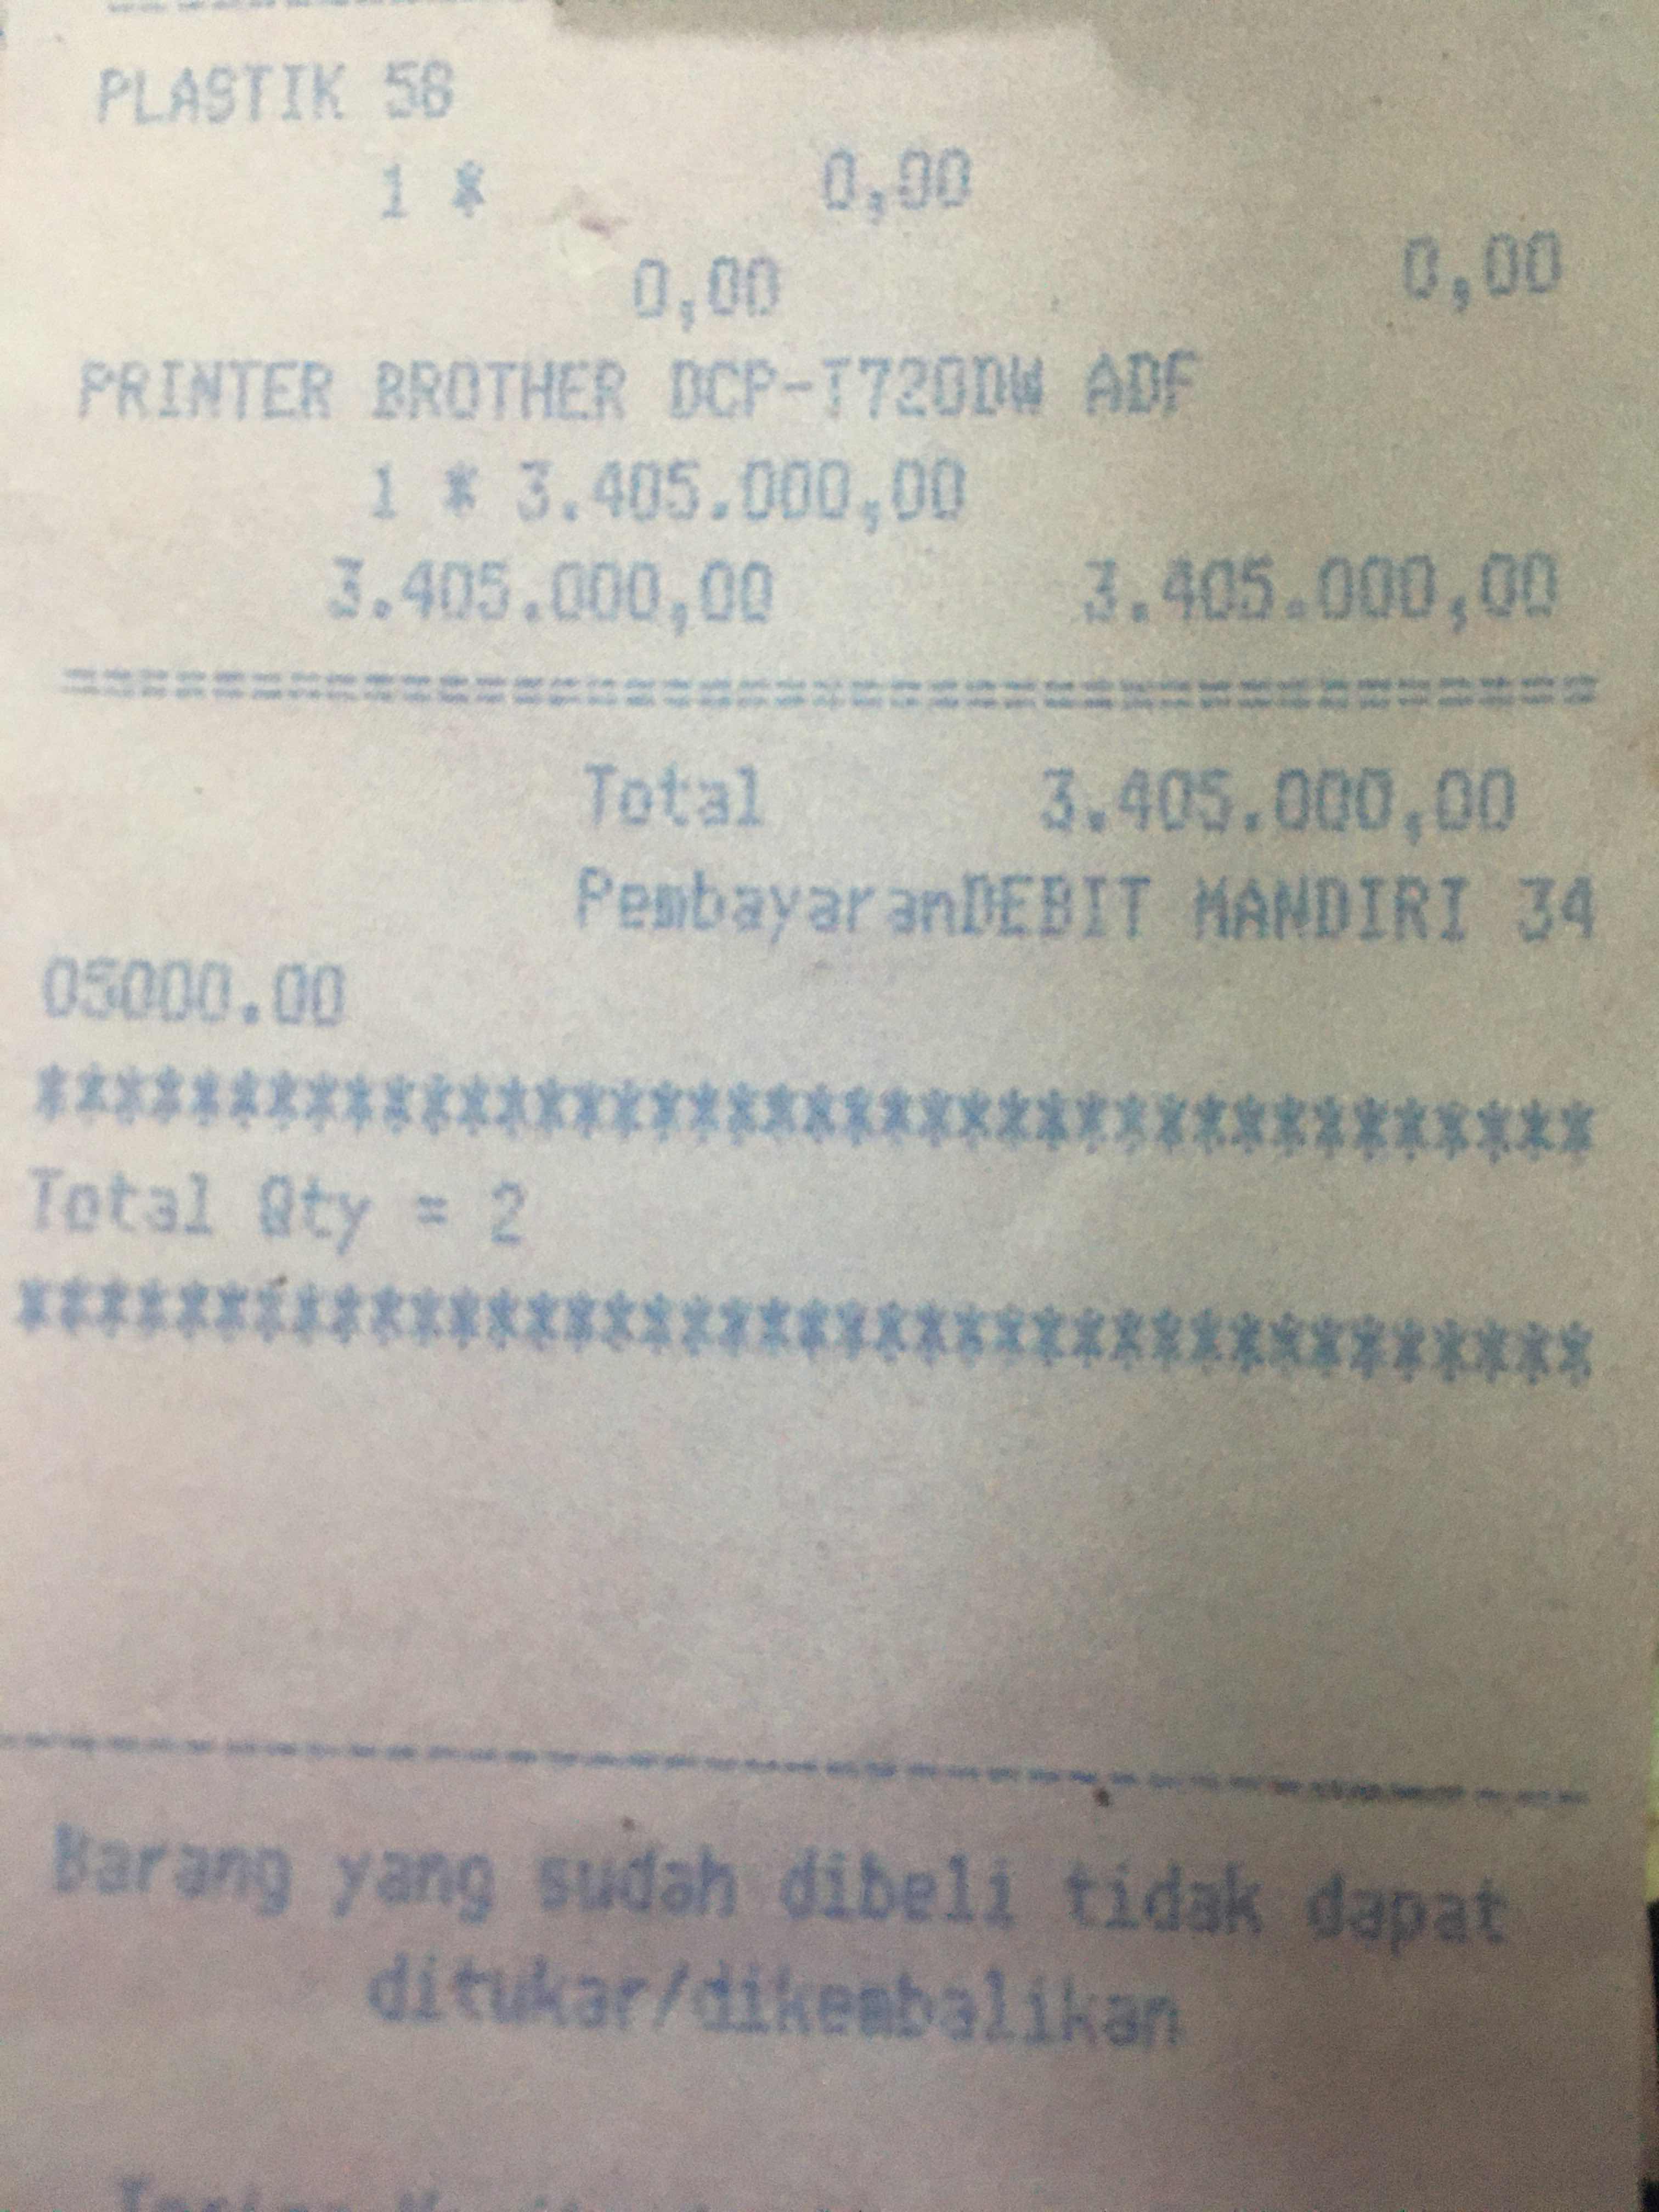 PLASTIK 58
1 * 0,00
0,00 0,00
PRINTER BROTHER DCP-T720DW ADF
1 * 3.405.000,00
3.405.000,00 3.405.000,00
================================
Total 3.405.000,00
PembayaranDEBIT MANDIRI 34
05000.00
****************************************
Total Qty = 2
****************************************
----------------------------------------
Barang yang sudah dibeli tidak dapat
ditukar/dikembalikan